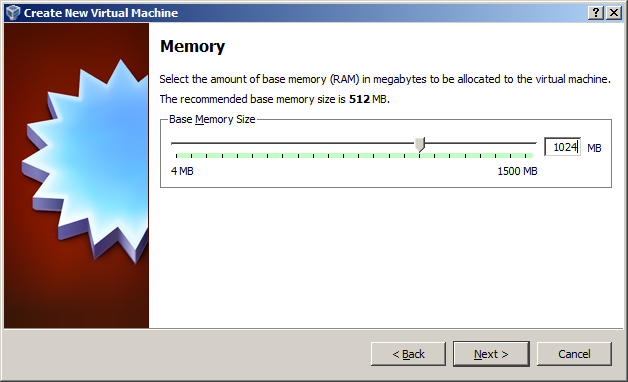 Create New Virtual Machine
Memory
Select the amount of base memory (RAM) in megabytes to be allocated to the virtual machine.
The recommended base memory size is 512 MB.
Base Memory Size
1024 MB
4 MB 1500 MB
< Back Next > Cancel